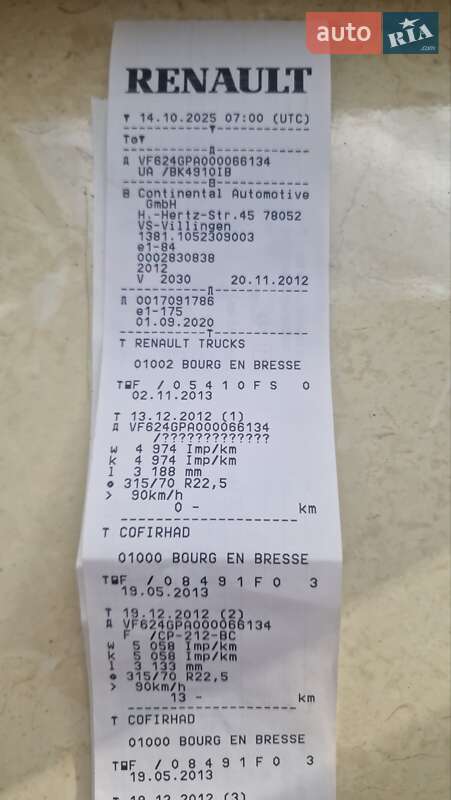 auto RIA .com
RENAULT
▼ 14.10.2025 07:00 (UTC)
T⊙▼
VF624GPA000066134
UA /BK4910IB
Continental Automotive
GmbH
H.-Hertz-Str.45 78052
VS-Villingen
1381.1052309003
e1-84
0002830838
2012
V 2030 20.11.2012
0017091786
e1-175
01.09.2020
T RENAULT TRUCKS
01002 BOURG EN BRESSE
T F /05410FS 0
02.11.2013
T 13.12.2012 (1)
VF624GPA000066134
/?????????????
w 4 974 Imp/km
k 4 974 Imp/km
l 3 188 mm
315/70 R22,5
> 90km/h
0 - km
T COFIRHAD
01000 BOURG EN BRESSE
T F /08491F0 3
19.05.2013
T 19.12.2012 (2)
VF624GPA000066134
F /CP-212-BC
w 5 058 Imp/km
k 5 058 Imp/km
l 3 133 mm
315/70 R22,5
> 90km/h
13 - km
T COFIRHAD
01000 BOURG EN BRESSE
T F /08491F0 3
19.05.2013
T 19.12.2012 (3)